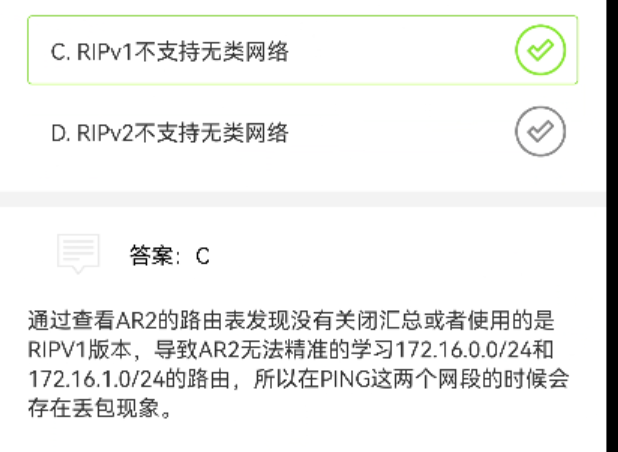 C. RIPv1不支持无类网络
D. RIPv2不支持无类网络
答案: C
通过查看AR2的路由表发现没有关闭汇总或者使用的是
RIPV1版本，导致AR2无法精准的学习172.16.0.0/24和
172.16.1.0/24的路由，所以在PING这两个网段的时候会
存在丢包现象。